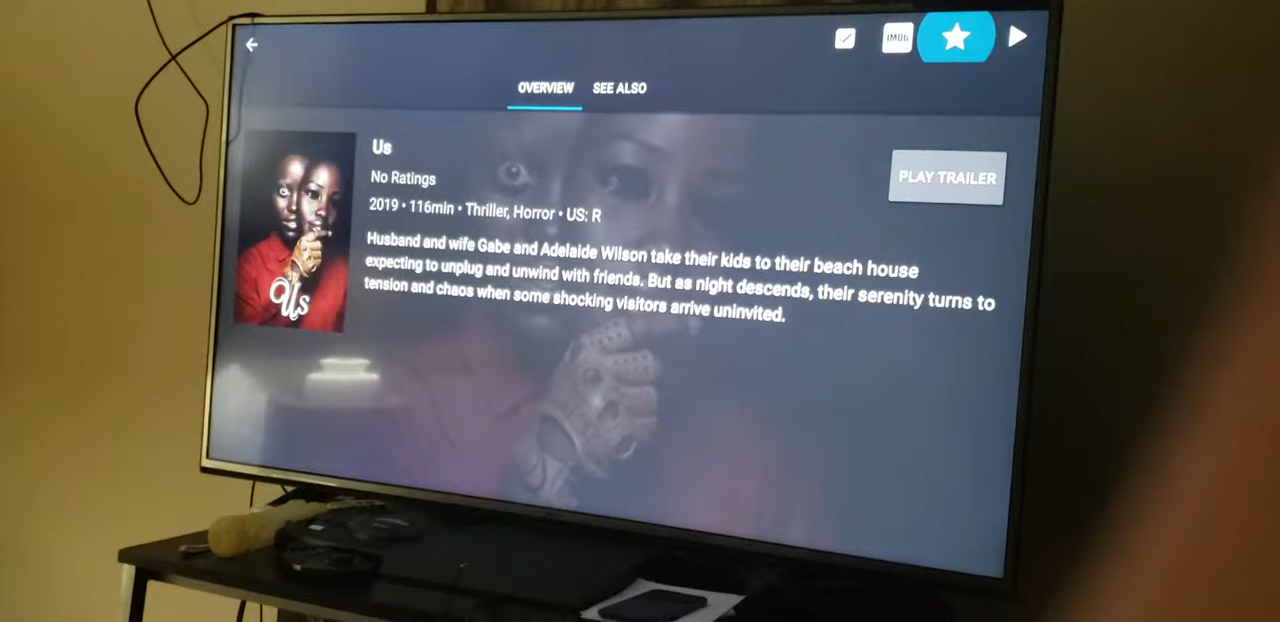 IMDb
OVERVIEW SEE ALSO
Us
PLAY TRAILER
No Ratings
2019 • 116min • Thriller, Horror • US: R
Husband and wife Gabe and Adelaide Wilson take their kids to their beach house
expecting to unplug and unwind with friends. But as night descends, their serenity turns to
tension and chaos when some shocking visitors arrive uninvited.
Us